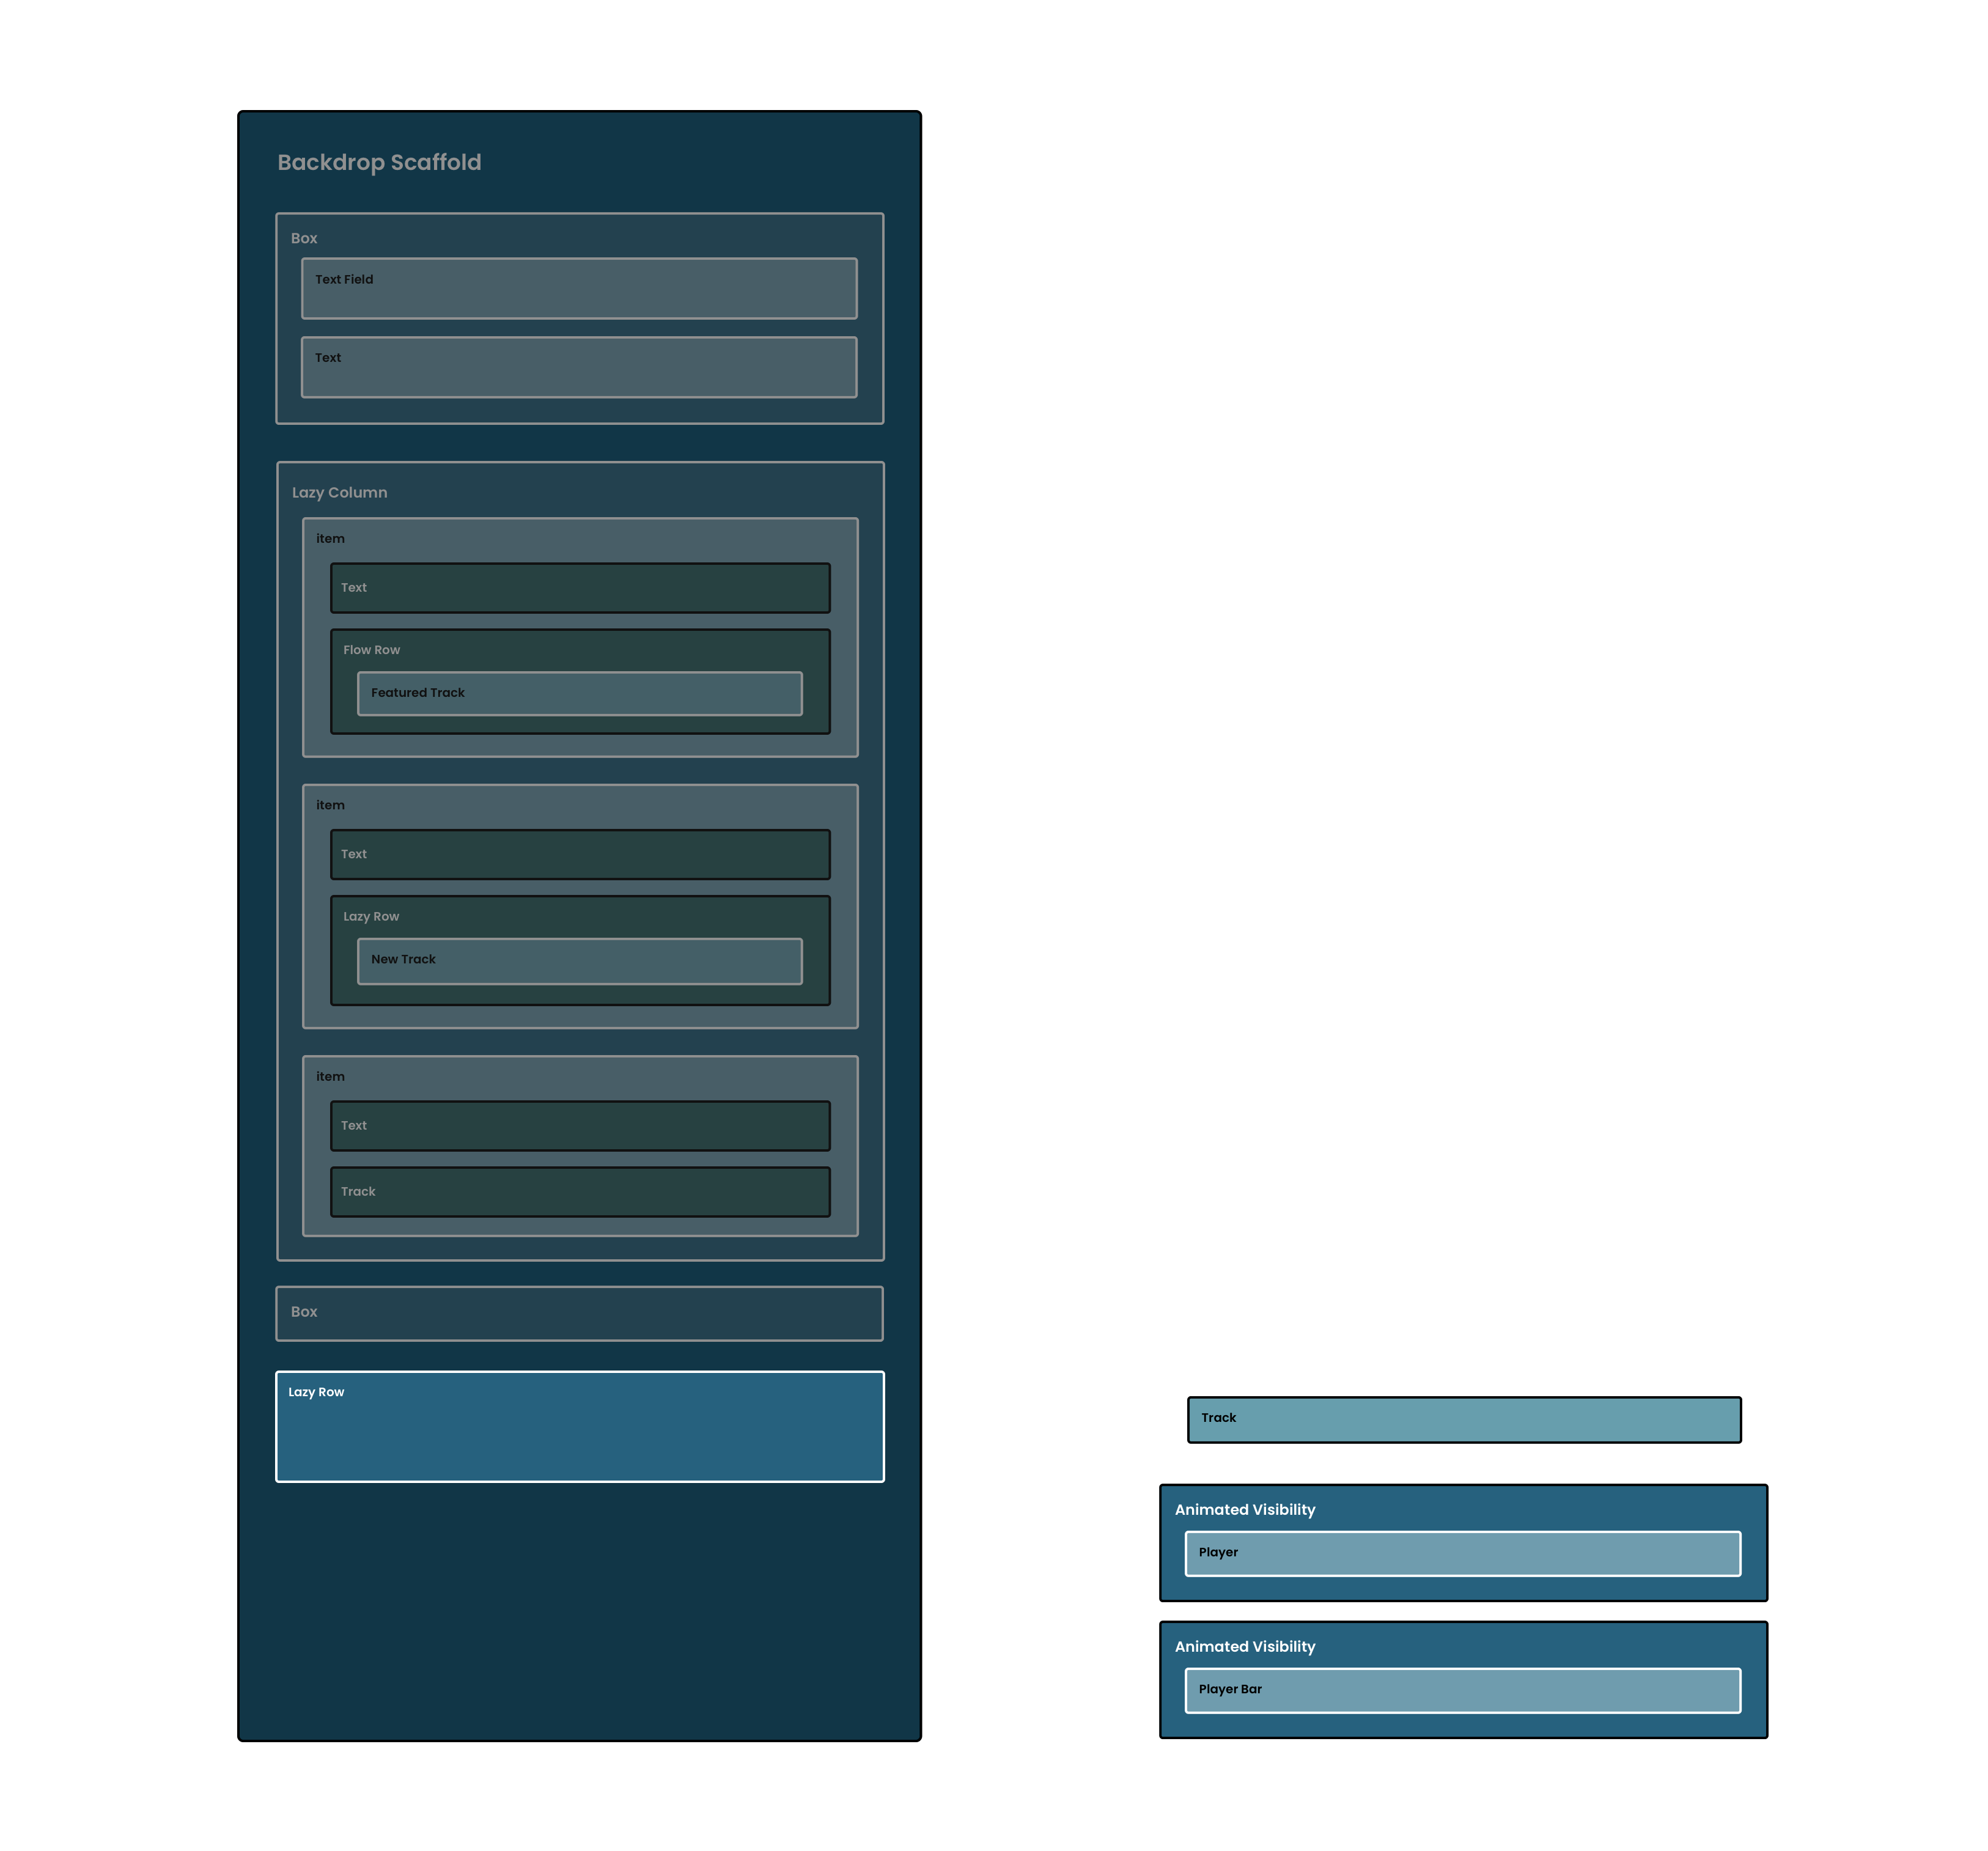 Backdrop Scaffold
Box
Text Field
Text
Lazy Column
item
Text
Flow Row
Featured Track
item
Text
Lazy Row
New Track
item
Text
Track
Box
Lazy Row
Track
Animated Visibility
Player
Animated Visibility
Player Bar